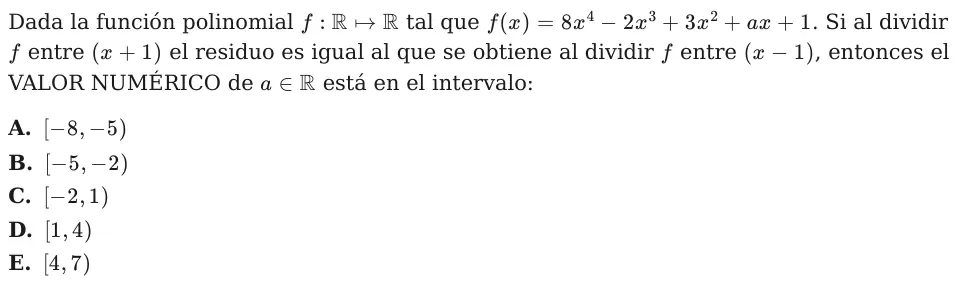 Dada la función polinomial f : ℝ ↦ ℝ tal que f(x) = 8x⁴ − 2x³ + 3x² + ax + 1. Si al dividir
f entre (x + 1) el residuo es igual al que se obtiene al dividir f entre (x − 1), entonces el
VALOR NUMÉRICO de a ∈ ℝ está en el intervalo:
A. [−8, −5)
B. [−5, −2)
C. [−2, 1)
D. [1, 4)
E. [4, 7)